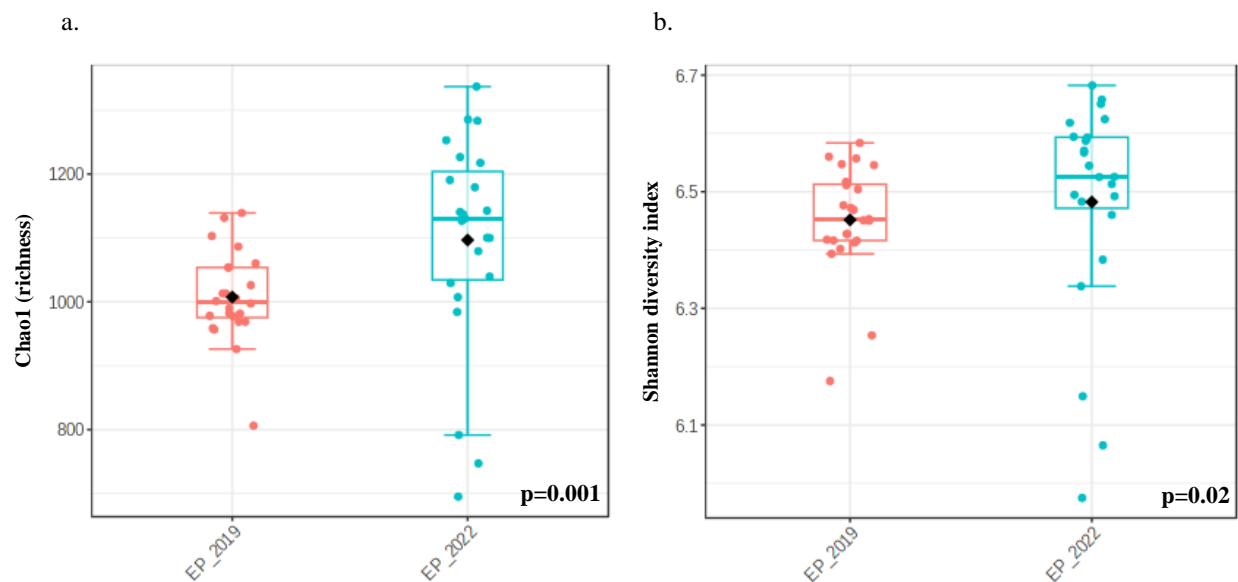 a.
Chao1 (richness)
1200
1000
800
p=0.001
EP_2019
EP_2022
b.
Shannon diversity index
6.7
6.5
6.3
6.1
p=0.02
EP_2019
EP_2022